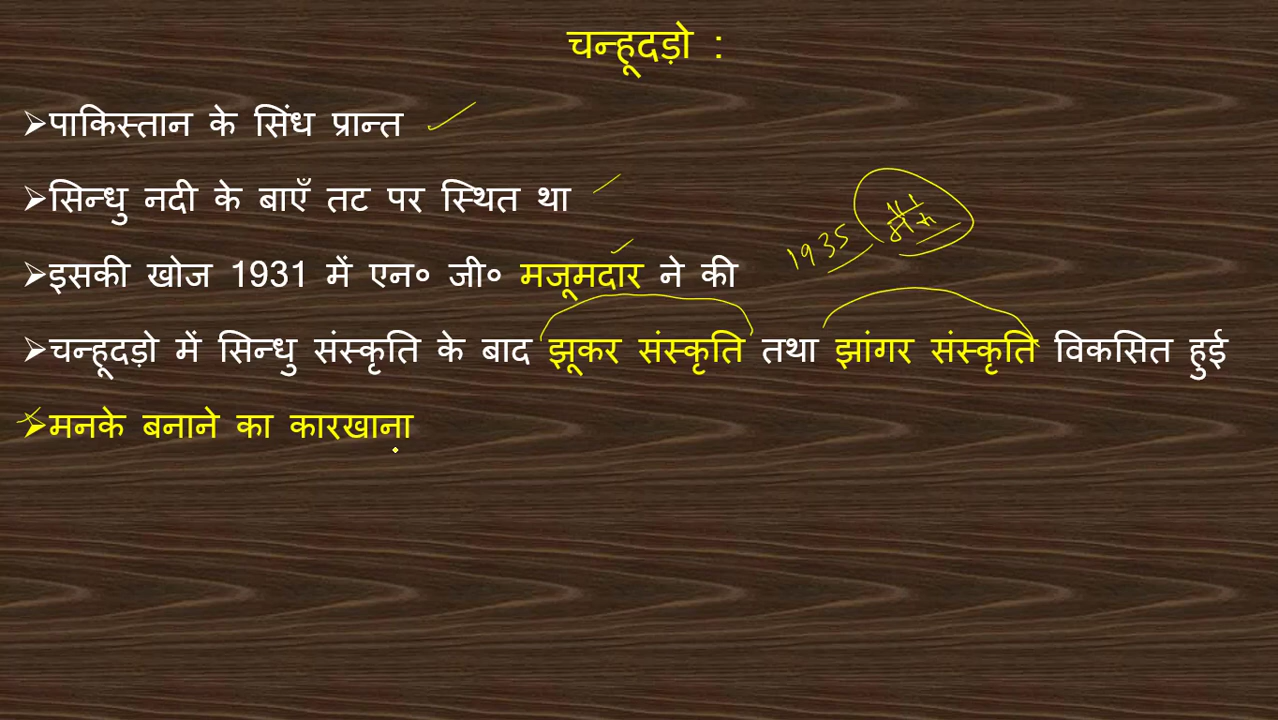 चन्हूदड़ो :
➢पाकिस्तान के सिंध प्रान्त
➢सिन्धु नदी के बाएँ तट पर स्थित था
➢इसकी खोज 1931 में एन० जी० मजूमदार ने की
1935
➢चन्हूदड़ो में सिन्धु संस्कृति के बाद झूकर संस्कृति तथा झांगर संस्कृति विकसित हुई
➢मनके बनाने का कारखाना